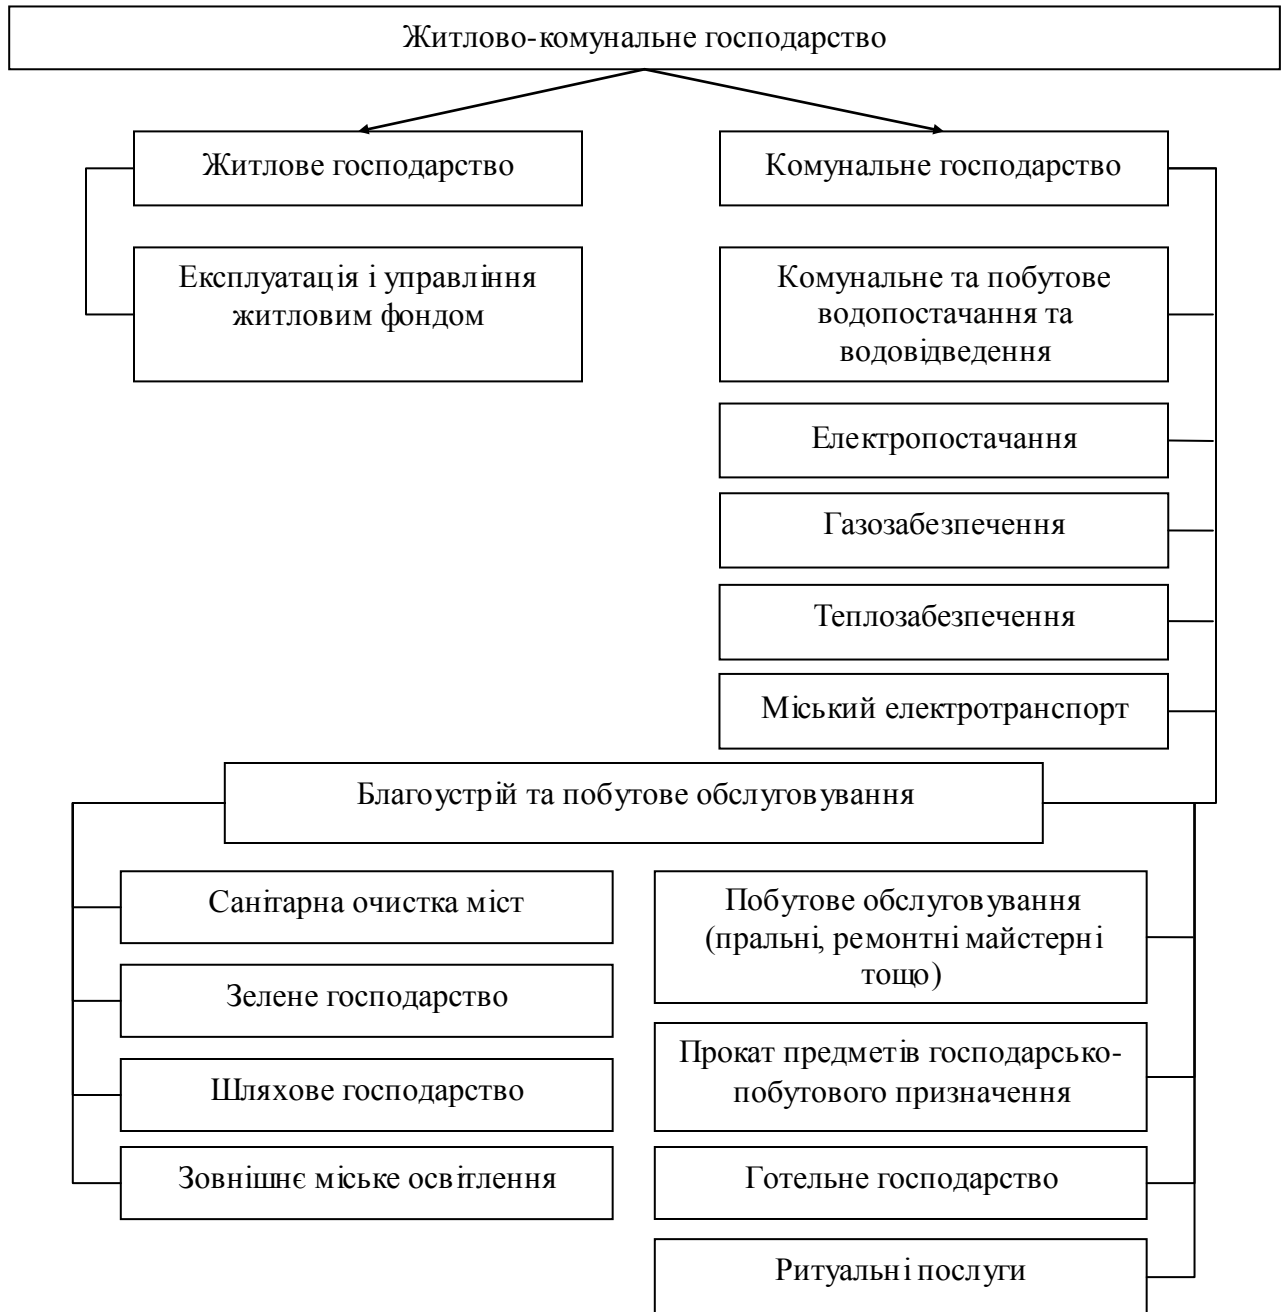 Житлово-комунальне господарство
Житлове господарство
Комунальне господарство
Експлуатація і управління
житловим фондом
Комунальне та побутове
водопостачання та
водовідведення
Електропостачання
Газозабезпечення
Теплозабезпечення
Міський електротранспорт
Благоустрій та побутове обслуговування
Санітарна очистка міст
Зелене господарство
Шляхове господарство
Зовнішнє міське освітлення
Побутове обслуговування
(пральні, ремонтні майстерні
тощо)
Прокат предметів господарсько-
побутового призначення
Готельне господарство
Ритуальні послуги